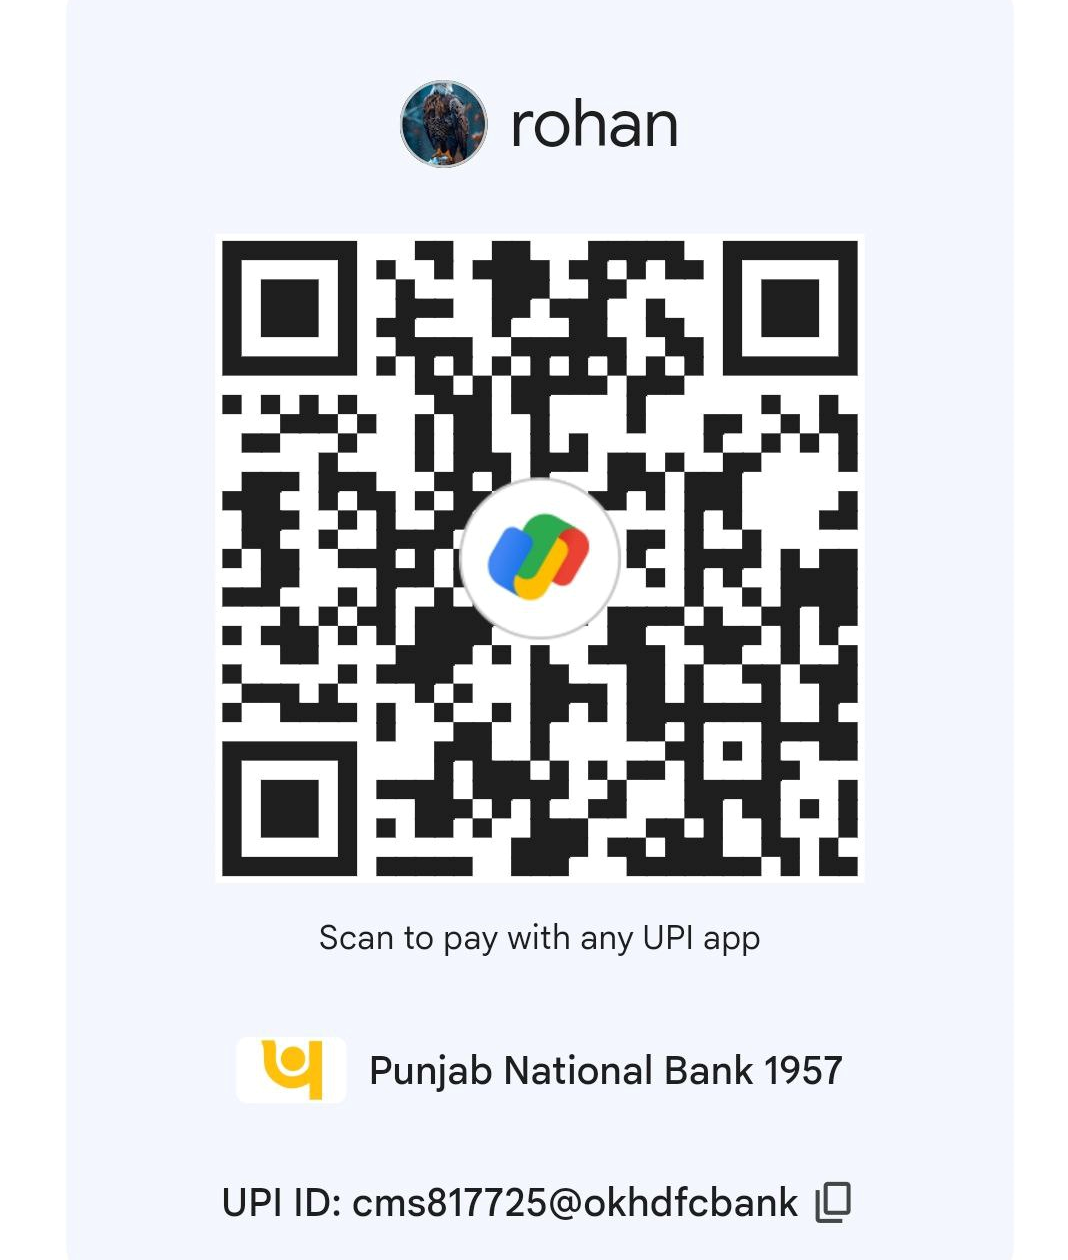 rohan
Scan to pay with any UPI app
Punjab National Bank 1957
UPI ID: cms817725@okhdfcbank